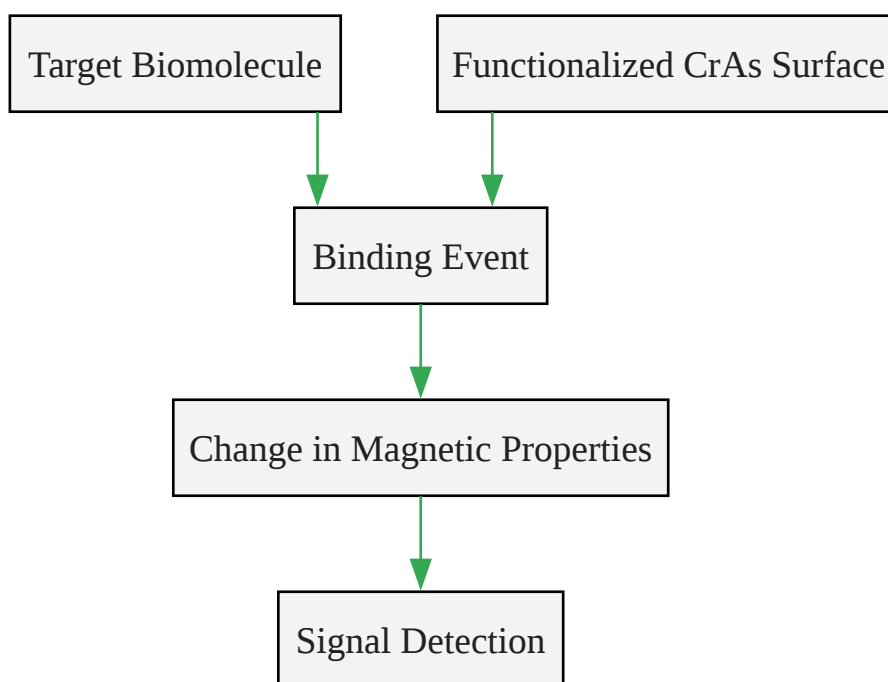 Target Biomolecule
Functionalized CrAs Surface
Binding Event
Change in Magnetic Properties
Signal Detection